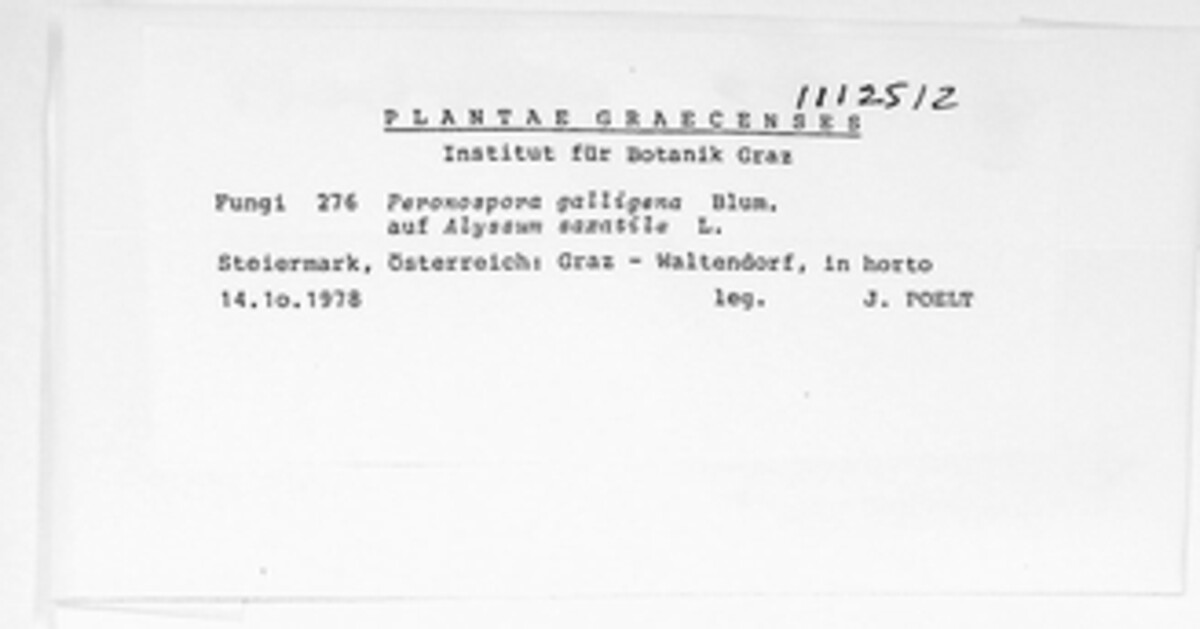 1112512
PLANTAE GRAECENSES
Institut für Botanik Graz
Fungi 276 Peronospora galligena Blum.
auf Alyssum saxatile L.
Steiermark, Österreich: Graz - Waltendorf, in horto
14.1o.1978 leg. J. POELT